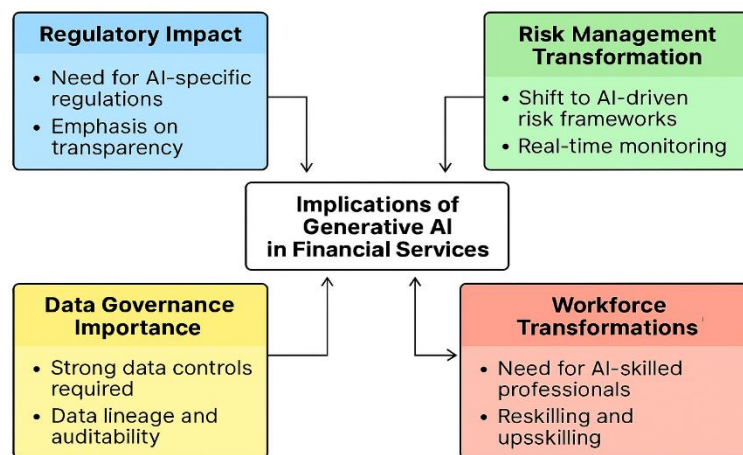 Regulatory Impact
• Need for AI-specific
regulations
• Emphasis on
transparency
Risk Management
Transformation
• Shift to AI-driven
risk frameworks
• Real-time monitoring
Implications of
Generative AI
in Financial Services
Data Governance
Importance
• Strong data controls
required
• Data lineage and
auditability
Workforce
Transformations
• Need for AI-skilled
professionals
• Reskilling and
upsskilling